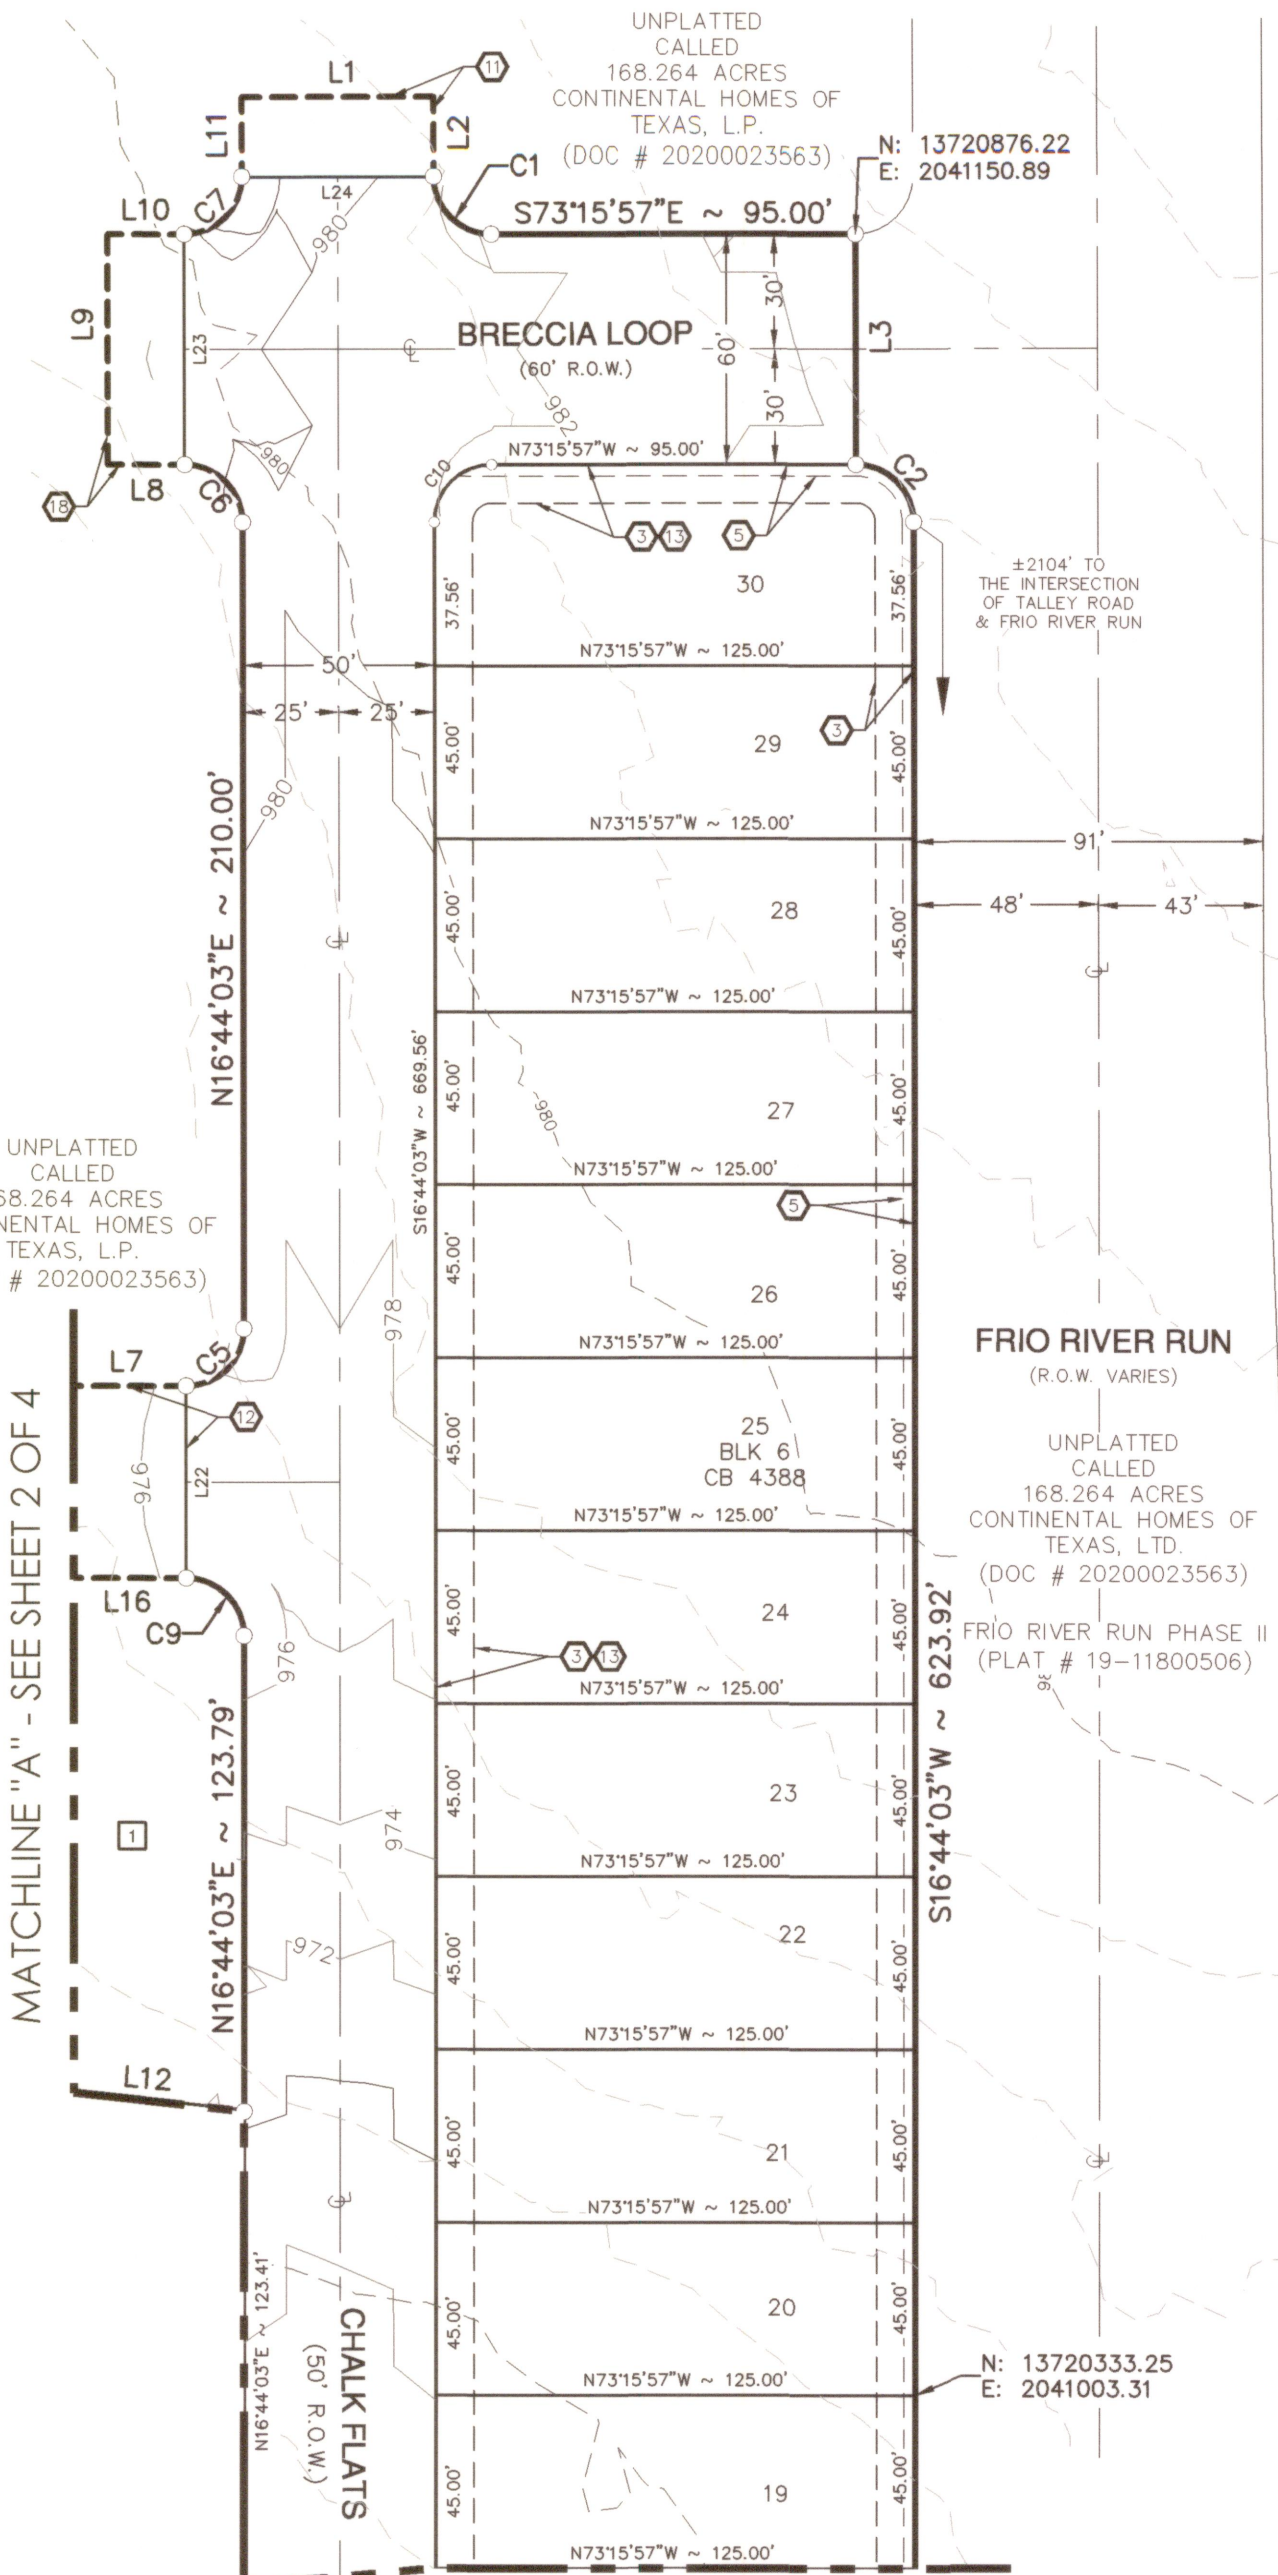 UNPLATTED
CALLED
168.264 ACRES
CONTINENTAL HOMES OF
TEXAS, L.P.
(DOC # 20200023563)
L1
11
L11
L2
C1
N: 13720876.22
E: 2041150.89
L24
L10
C7
980
S73°15'57"E ~ 95.00'
L9
L23
℄
BRECCIA LOOP
(60' R.O.W.)
60'
30'
30'
L3
982
980
N73°15'57"W ~ 95.00'
L8
C6
C10
C2
18
3
13
5
30
37.56'
37.56'
±2104' TO
THE INTERSECTION
OF TALLEY ROAD
& FRIO RIVER RUN
N73°15'57"W ~ 125.00'
50'
25'
25'
3
29
45.00'
45.00'
980
N16°44'03"E ~ 210.00'
N73°15'57"W ~ 125.00'
91'
48'
43'
28
45.00'
45.00'
℄
℄
N73°15'57"W ~ 125.00'
S16°44'03"W ~ 669.56'
27
45.00'
45.00'
980
N73°15'57"W ~ 125.00'
5
UNPLATTED
CALLED
68.264 ACRES
NENTAL HOMES OF
TEXAS, L.P.
# 20200023563)
26
45.00'
45.00'
978
N73°15'57"W ~ 125.00'
FRIO RIVER RUN
(R.O.W. VARIES)
L7
C5
12
L22
976
25
BLK 6
CB 4388
45.00'
45.00'
UNPLATTED
CALLED
168.264 ACRES
CONTINENTAL HOMES OF
TEXAS, LTD.
(DOC # 20200023563)
FRIO RIVER RUN PHASE II
(PLAT # 19-11800506)
98
N73°15'57"W ~ 125.00'
MATCHLINE "A" - SEE SHEET 2 OF 4
L16
C9
976
24
45.00'
45.00'
3
13
N73°15'57"W ~ 125.00'
S16°44'03"W ~ 623.92'
N16°44'03"E ~ 123.79'
1
974
23
45.00'
45.00'
N73°15'57"W ~ 125.00'
972
22
45.00'
45.00'
N73°15'57"W ~ 125.00'
L12
21
45.00'
45.00'
℄
℄
N73°15'57"W ~ 125.00'
N16°44'03"E ~ 123.41'
CHALK FLATS
(50' R.O.W.)
20
45.00'
45.00'
N73°15'57"W ~ 125.00'
N: 13720333.25
E: 2041003.31
19
45.00'
45.00'
N73°15'57"W ~ 125.00'